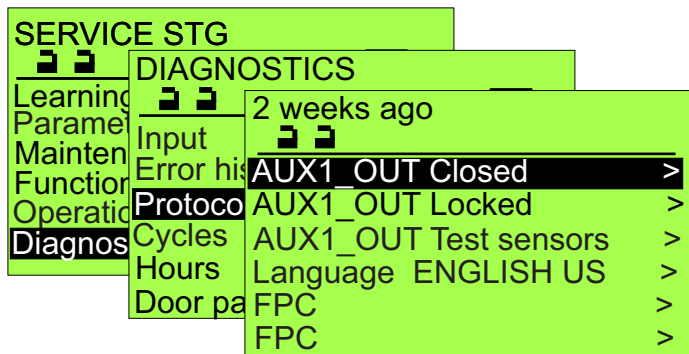 SERVICE STG
Learning
Paramet
Mainten
Function
Operatio
Diagnos
DIAGNOSTICS
Input
Error his
Protoco
Cycles
Hours
Door pa
2 weeks ago
AUX1_OUT Closed >
AUX1_OUT Locked >
AUX1_OUT Test sensors >
Language ENGLISH US >
FPC >
FPC >